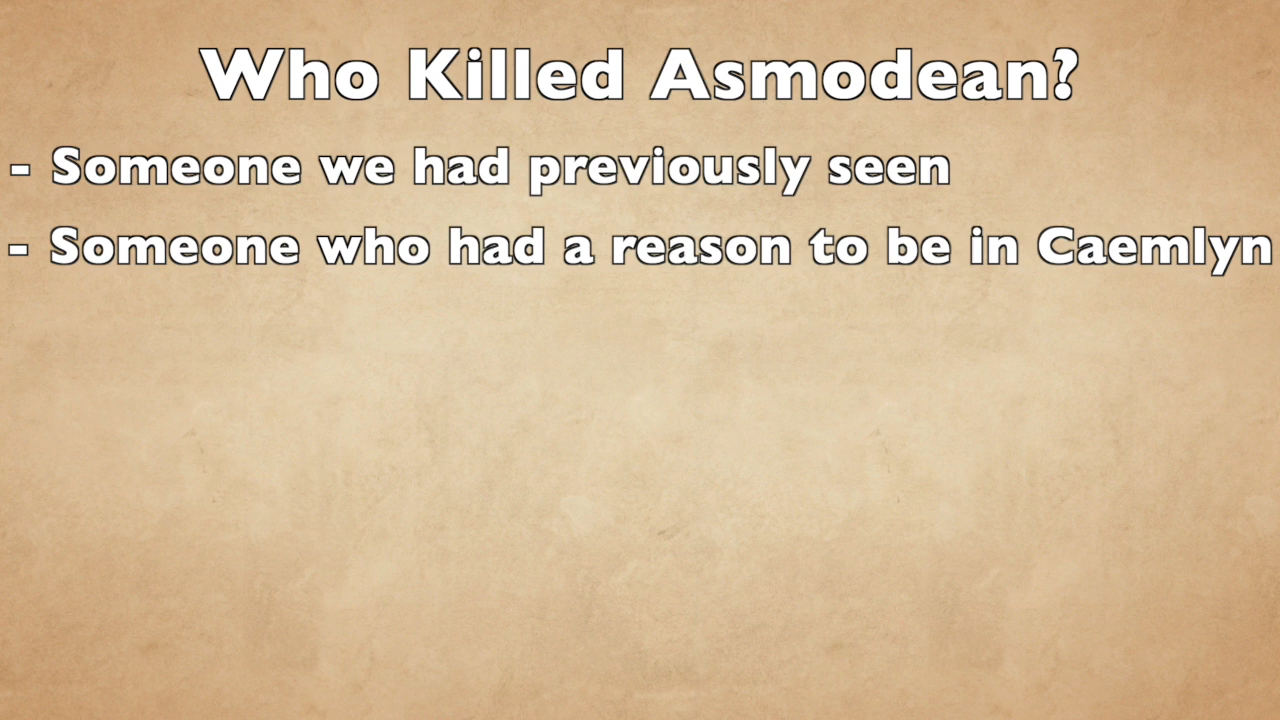 Who Killed Asmodean?
- Someone we had previously seen
- Someone who had a reason to be in Caemlyn